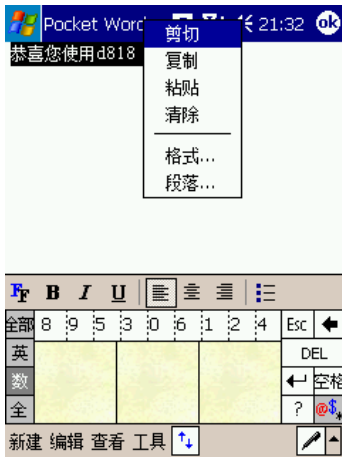 Pocket Word 21:32 ok
恭喜您使用d818
剪切
复制
粘贴
清除
格式...
段落...
FF B I U
全部 8 9 5 3 0 6 1 2 4 Esc
英 DEL
数 空格
全 ? @$*
新建 编辑 查看 工具